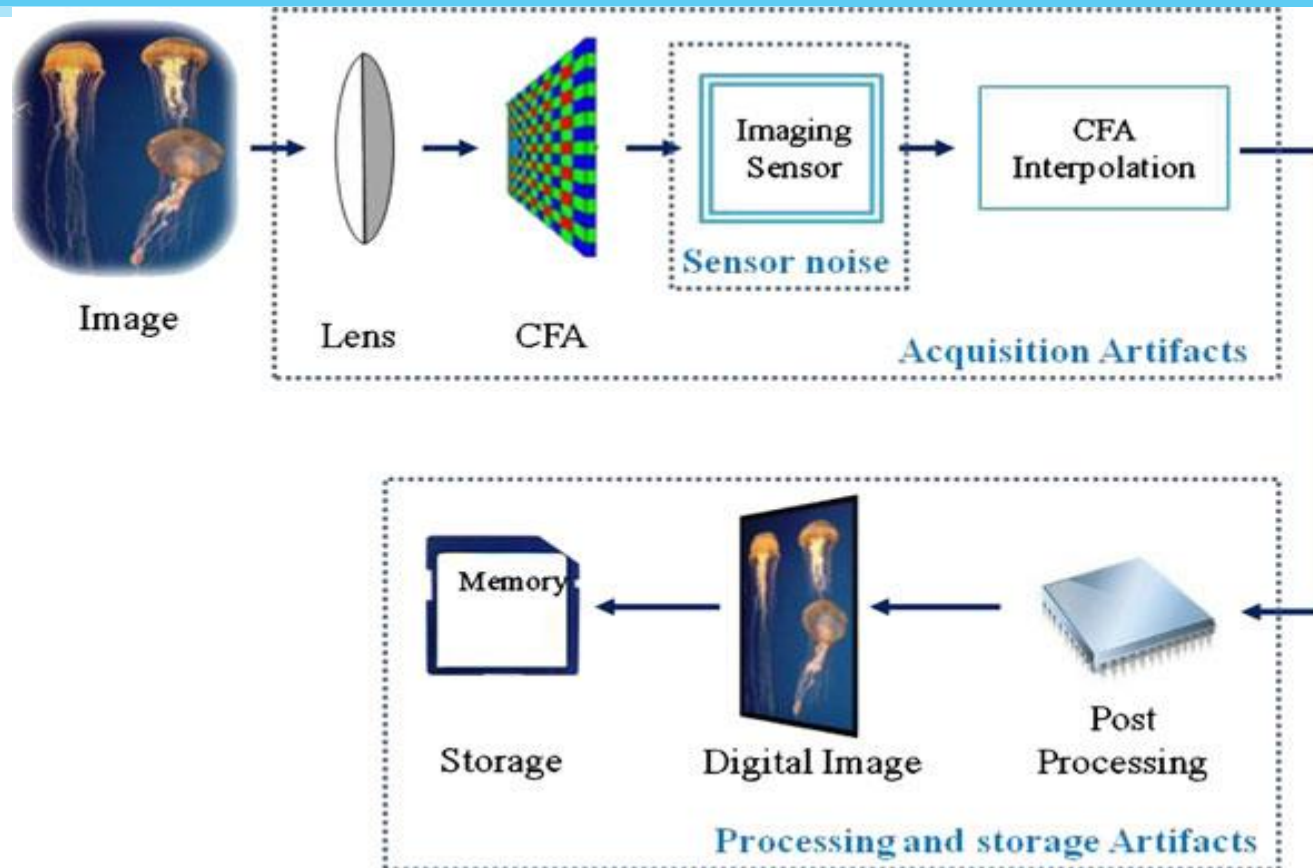 Image
Lens
CFA
Imaging
Sensor
Sensor noise
CFA
Interpolation
Acquisition Artifacts
Memory
Storage
Digital Image
Post
Processing
Processing and storage Artifacts